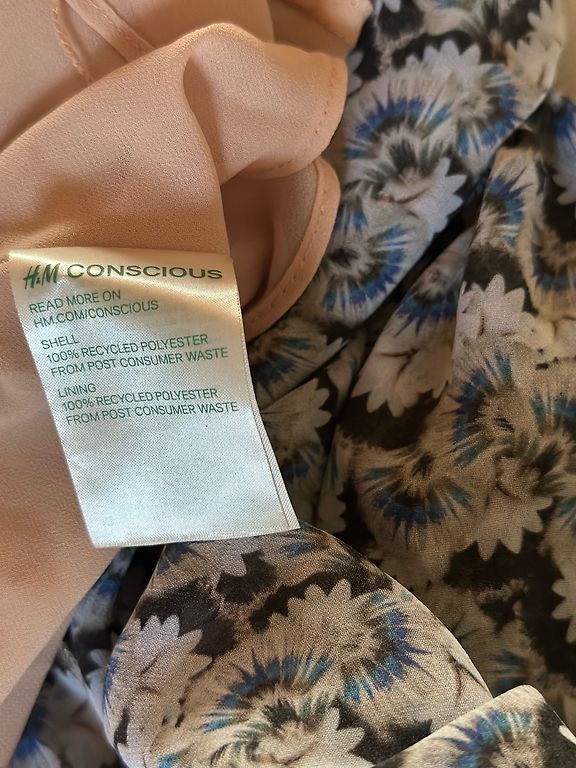 H&M CONSCIOUS
READ MORE ON
HM.COM/CONSCIOUS
SHELL
100% RECYCLED POLYESTER
FROM POST CONSUMER WASTE
LINING
100% RECYCLED POLYESTER
FROM POST CONSUMER WASTE